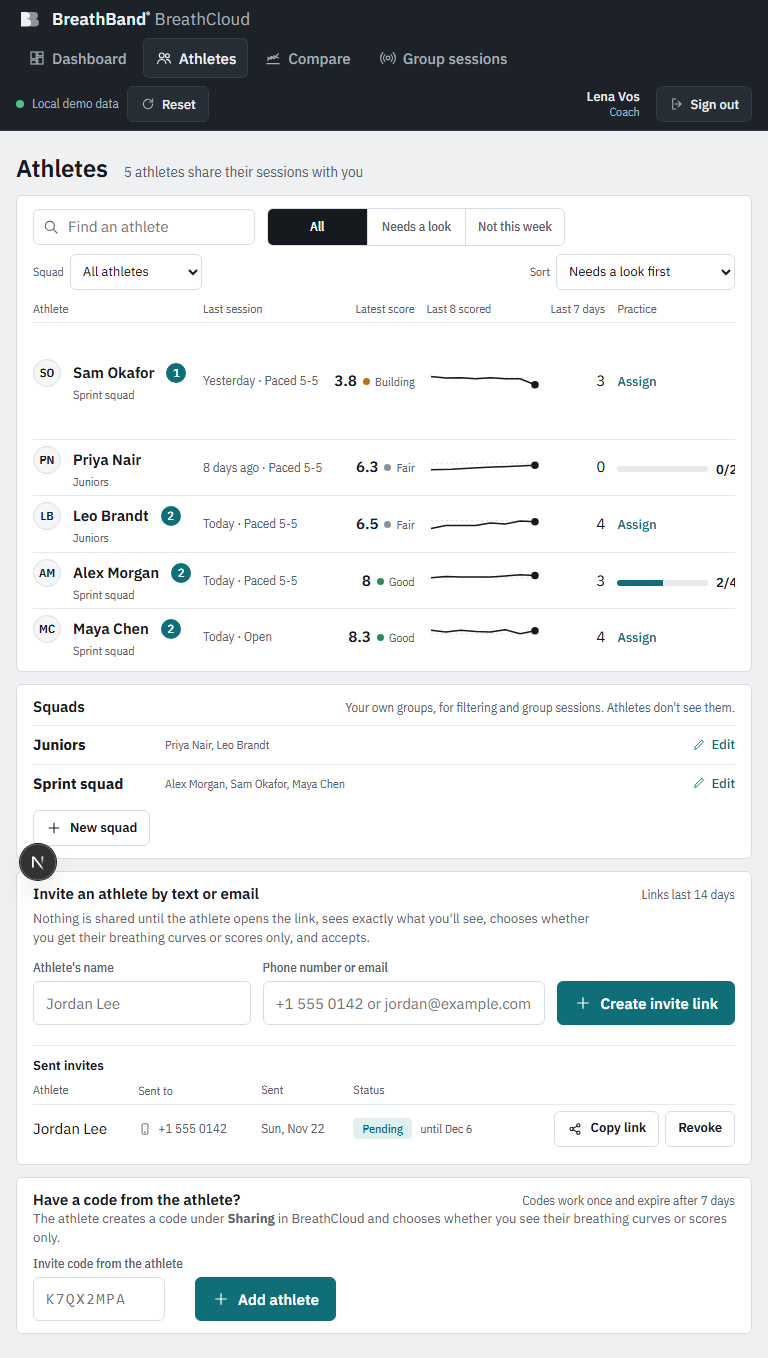 BreathBand® BreathCloud
Dashboard
Athletes
Compare
Group sessions
Local demo data
Reset
Lena Vos
Coach
Sign out
Athletes
5 athletes share their sessions with you
Find an athlete
All
Needs a look
Not this week
Squad
All athletes
Sort
Needs a look first
Athlete
Last session
Latest score
Last 8 scored
Last 7 days
Practice
SO
Sam Okafor
1
Sprint squad
Yesterday · Paced 5-5
3.8
Building
3
Assign
PN
Priya Nair
Juniors
8 days ago · Paced 5-5
6.3
Fair
0
0/2
LB
Leo Brandt
2
Juniors
Today · Paced 5-5
6.5
Fair
4
Assign
AM
Alex Morgan
2
Sprint squad
Today · Paced 5-5
8
Good
3
2/4
MC
Maya Chen
2
Sprint squad
Today · Open
8.3
Good
4
Assign
Squads
Your own groups, for filtering and group sessions. Athletes don't see them.
Juniors
Priya Nair, Leo Brandt
Edit
Sprint squad
Alex Morgan, Sam Okafor, Maya Chen
Edit
New squad
N
Invite an athlete by text or email
Links last 14 days
Nothing is shared until the athlete opens the link, sees exactly what you'll see, chooses whether
you get their breathing curves or scores only, and accepts.
Athlete's name
Phone number or email
Jordan Lee
+1 555 0142 or jordan@example.com
Create invite link
Sent invites
Athlete
Sent to
Sent
Status
Jordan Lee
+1 555 0142
Sun, Nov 22
Pending
until Dec 6
Copy link
Revoke
Have a code from the athlete?
Codes work once and expire after 7 days
The athlete creates a code under Sharing in BreathCloud and chooses whether you see their breathing curves or scores
only.
Invite code from the athlete
K7QX2MPA
Add athlete